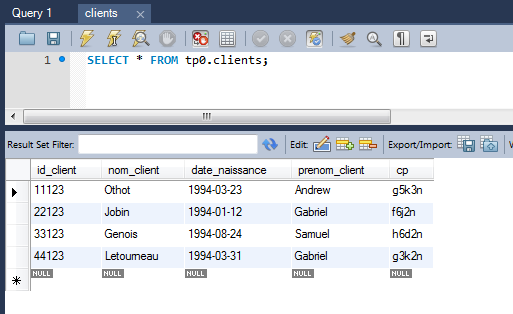 Query 1 clients
1 SELECT * FROM tp0.clients;
Result Set Filter: Edit: Export/Import:
id_client nom_client date_naissance prenom_client cp
11123 Othot 1994-03-23 Andrew g5k3n
22123 Jobin 1994-01-12 Gabriel f6j2n
33123 Genois 1994-08-24 Samuel h6d2n
44123 Letourneau 1994-03-31 Gabriel g3k2n
NULL NULL NULL NULL NULL